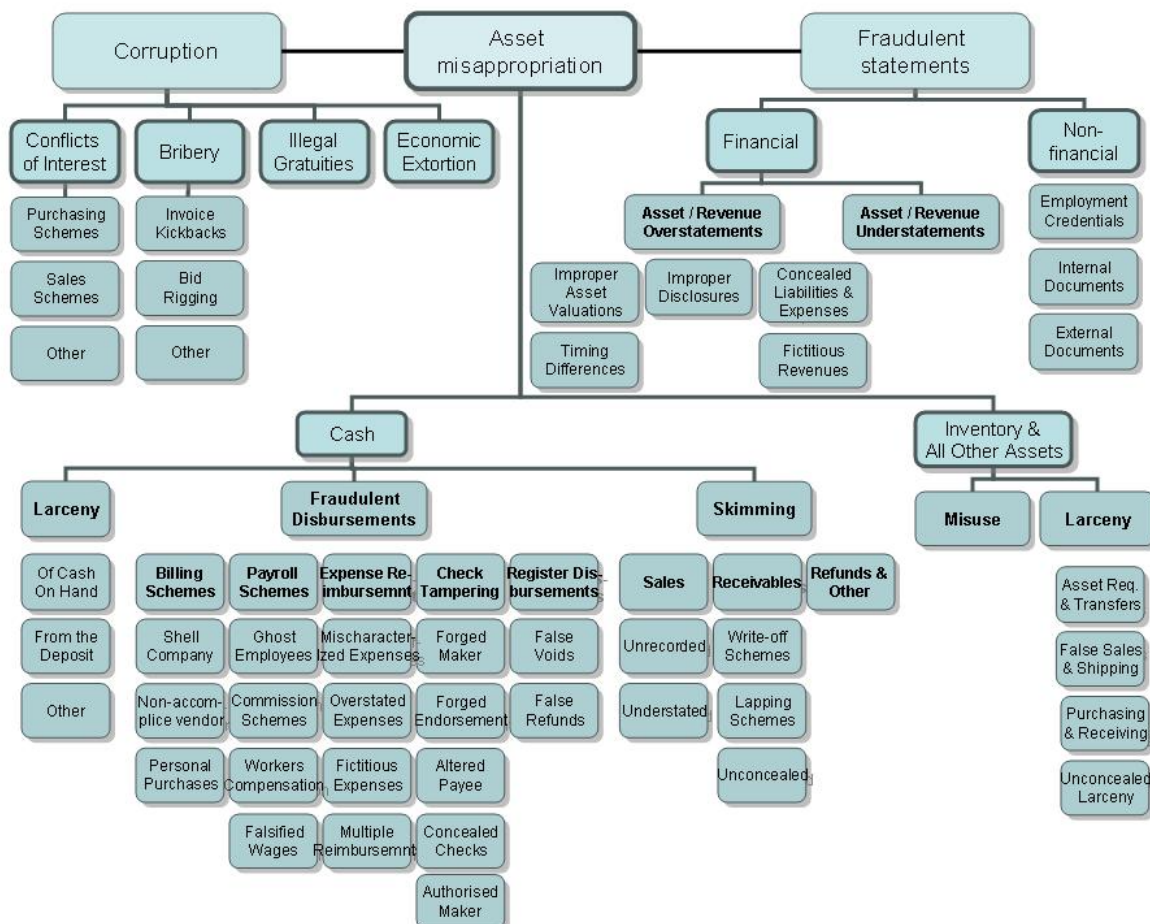 Corruption
Asset
misappropriation
Fraudulent
statements
Conflicts
of Interest
Bribery
Illegal
Gratuities
Economic
Extortion
Financial
Non-
financial
Purchasing
Schemes
Invoice
Kickbacks
Asset / Revenue
Overstatements
Asset / Revenue
Understatements
Employment
Credentials
Sales
Schemes
Bid
Rigging
Improper
Asset
Valuations
Improper
Disclosures
Concealed
Liabilities &
Expenses
Internal
Documents
Other
Other
Timing
Differences
Fictitious
Revenues
External
Documents
Cash
Inventory &
All Other Assets
Larceny
Fraudulent
Disbursements
Skimming
Misuse
Larceny
Of Cash
On Hand
Billing
Schemes
Payroll
Schemes
Expense Re-
imbursemnt
Check
Tampering
Register Dis-
bursements
Sales
Receivables
Refunds &
Other
Asset Req.
& Transfers
From the
Deposit
Shell
Company
Ghost
Employees
Mischaracter-
ized Expenses
Forged
Maker
False
Voids
Unrecorded
Write-off
Schemes
False Sales
& Shipping
Other
Non-accom-
plice vendor
Commission
Schemes
Overstated
Expenses
Forged
Endorsement
False
Refunds
Understated
Lapping
Schemes
Purchasing
& Receiving
Personal
Purchases
Workers
Compensation
Fictitious
Expenses
Altered
Payee
Unconcealed
Unconcealed
Larceny
Falsified
Wages
Multiple
Reimbursemnt
Concealed
Checks
Authorised
Maker